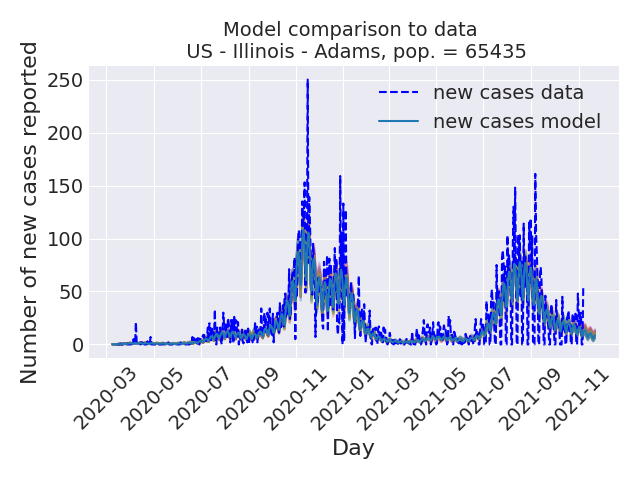 Model comparison to data
US - Illinois - Adams, pop. = 65435
Number of new cases reported
250
200
150
100
50
0
new cases data
new cases model
2020-03
2020-05
2020-07
2020-09
2020-11
2021-01
2021-03
2021-05
2021-07
2021-09
2021-11
Day